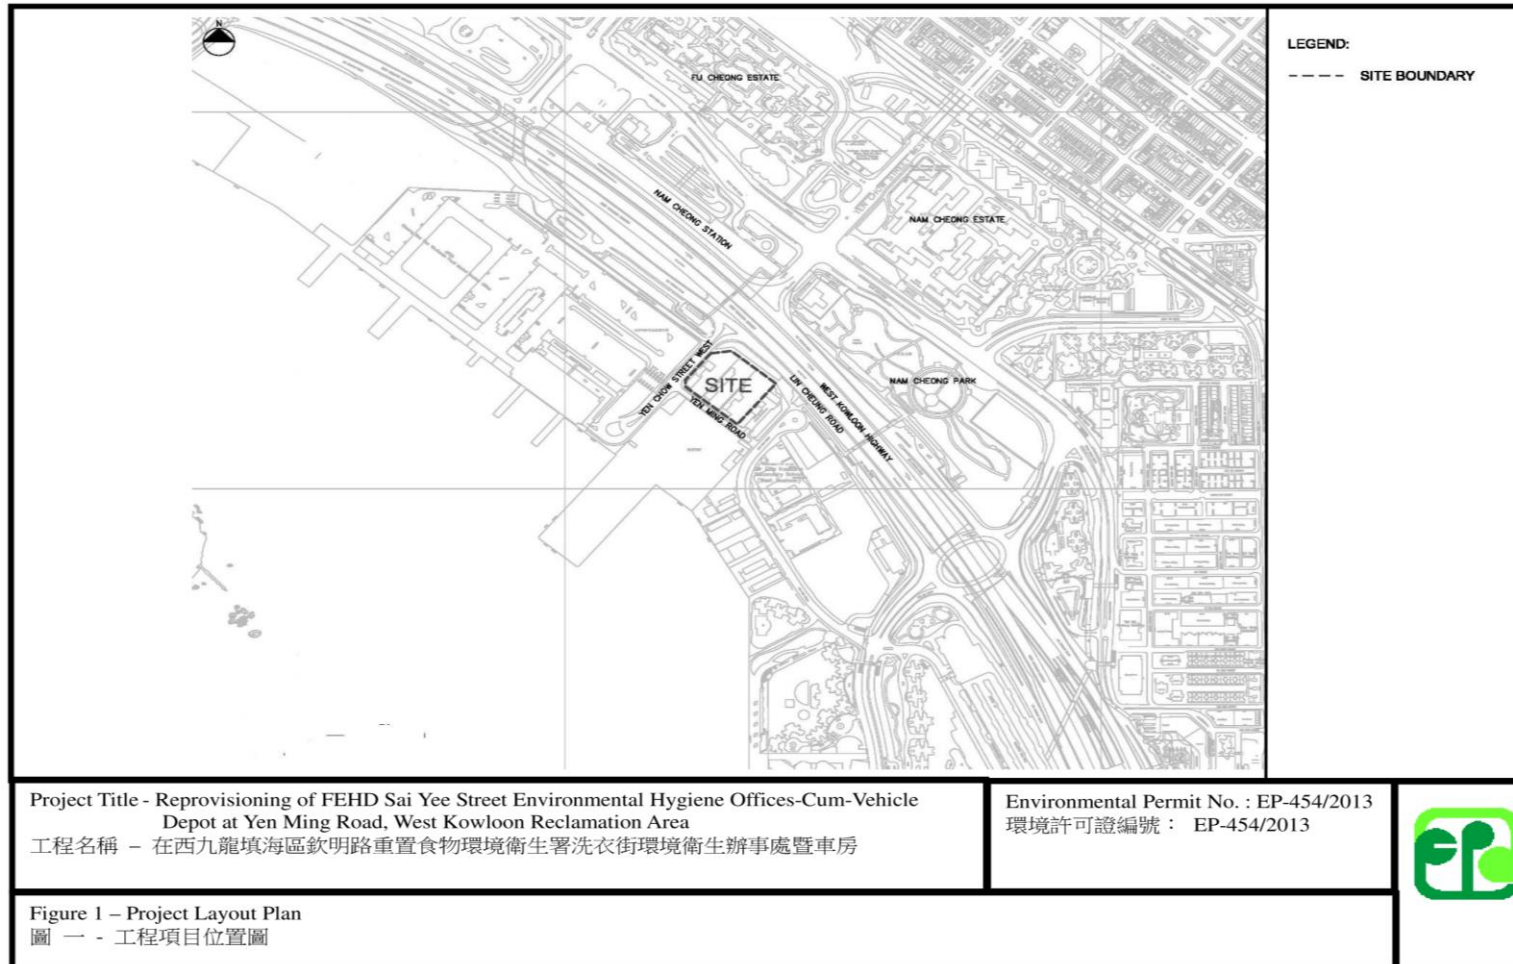 N
LEGEND:
SITE BOUNDARY
FU CHEONG ESTATE
NAM CHEONG STATION
NAM CHEONG ESTATE
YEN CHOW STREET WEST
SITE
YEN MING ROAD
LIN CHEUNG ROAD
WEST KOWLOON HIGHWAY
NAM CHEONG PARK
Project Title - Reprovisioning of FEHD Sai Yee Street Environmental Hygiene Offices-Cum-Vehicle
Depot at Yen Ming Road, West Kowloon Reclamation Area
工程名稱 – 在西九龍填海區欽明路重置食物環境衛生署洗衣街環境衛生辦事處暨車房
Environmental Permit No. : EP-454/2013
環境許可證編號： EP-454/2013
Figure 1 – Project Layout Plan
圖 一 - 工程項目位置圖